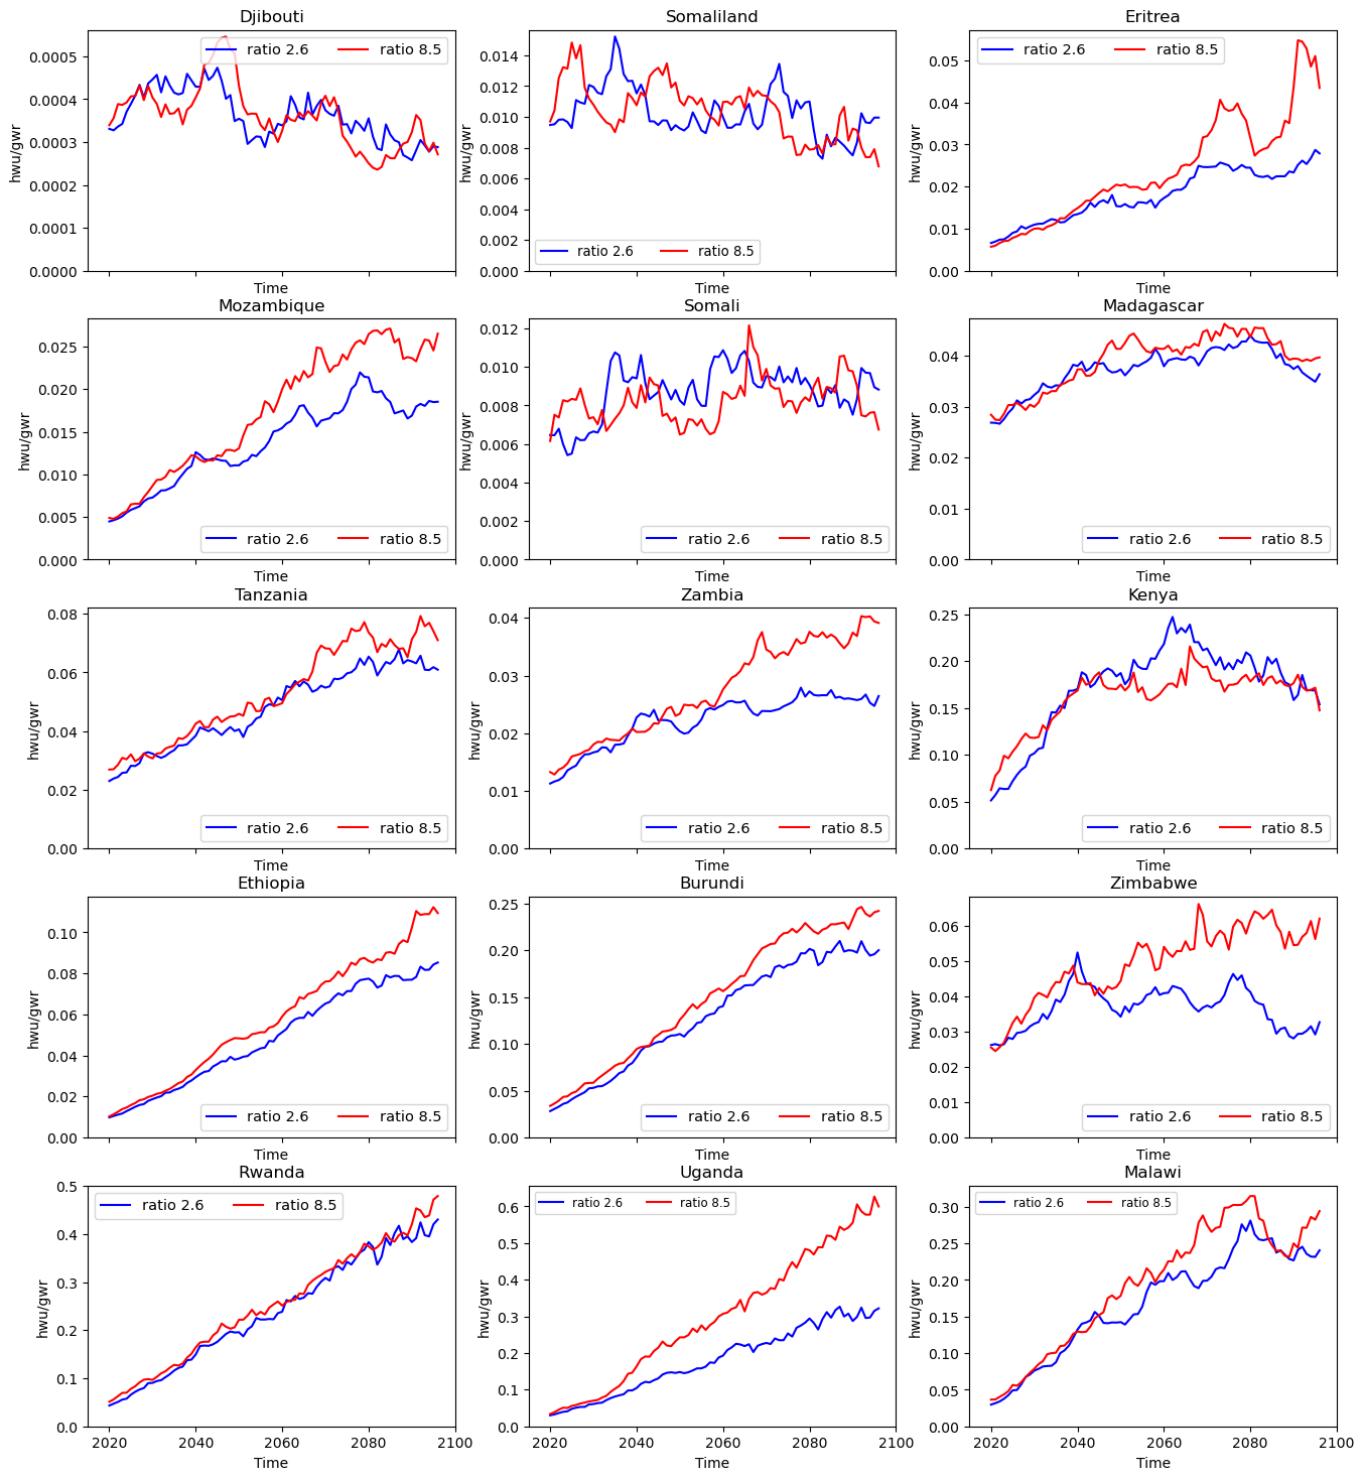 Djibouti
hwu/gwr
0.0005
0.0004
0.0003
0.0002
0.0001
0.0000
ratio 2.6 ratio 8.5
Time
Somaliland
hwu/gwr
0.014
0.012
0.010
0.008
0.006
0.004
0.002
0.000
ratio 2.6 ratio 8.5
Time
Eritrea
hwu/gwr
0.05
0.04
0.03
0.02
0.01
0.00
ratio 2.6 ratio 8.5
Time
Mozambique
hwu/gwr
0.025
0.020
0.015
0.010
0.005
0.000
ratio 2.6 ratio 8.5
Time
Somali
hwu/gwr
0.012
0.010
0.008
0.006
0.004
0.002
0.000
ratio 2.6 ratio 8.5
Time
Madagascar
hwu/gwr
0.04
0.03
0.02
0.01
0.00
ratio 2.6 ratio 8.5
Time
Tanzania
hwu/gwr
0.08
0.06
0.04
0.02
0.00
ratio 2.6 ratio 8.5
Time
Zambia
hwu/gwr
0.04
0.03
0.02
0.01
0.00
ratio 2.6 ratio 8.5
Time
Kenya
hwu/gwr
0.25
0.20
0.15
0.10
0.05
0.00
ratio 2.6 ratio 8.5
Time
Ethiopia
hwu/gwr
0.10
0.08
0.06
0.04
0.02
0.00
ratio 2.6 ratio 8.5
Time
Burundi
hwu/gwr
0.25
0.20
0.15
0.10
0.05
0.00
ratio 2.6 ratio 8.5
Time
Zimbabwe
hwu/gwr
0.06
0.05
0.04
0.03
0.02
0.01
0.00
ratio 2.6 ratio 8.5
Time
Rwanda
hwu/gwr
0.5
0.4
0.3
0.2
0.1
0.0
ratio 2.6 ratio 8.5
2020 2040 2060 2080 2100
Time
Uganda
hwu/gwr
0.6
0.5
0.4
0.3
0.2
0.1
0.0
ratio 2.6 ratio 8.5
2020 2040 2060 2080 2100
Time
Malawi
hwu/gwr
0.30
0.25
0.20
0.15
0.10
0.05
0.00
ratio 2.6 ratio 8.5
2020 2040 2060 2080 2100
Time